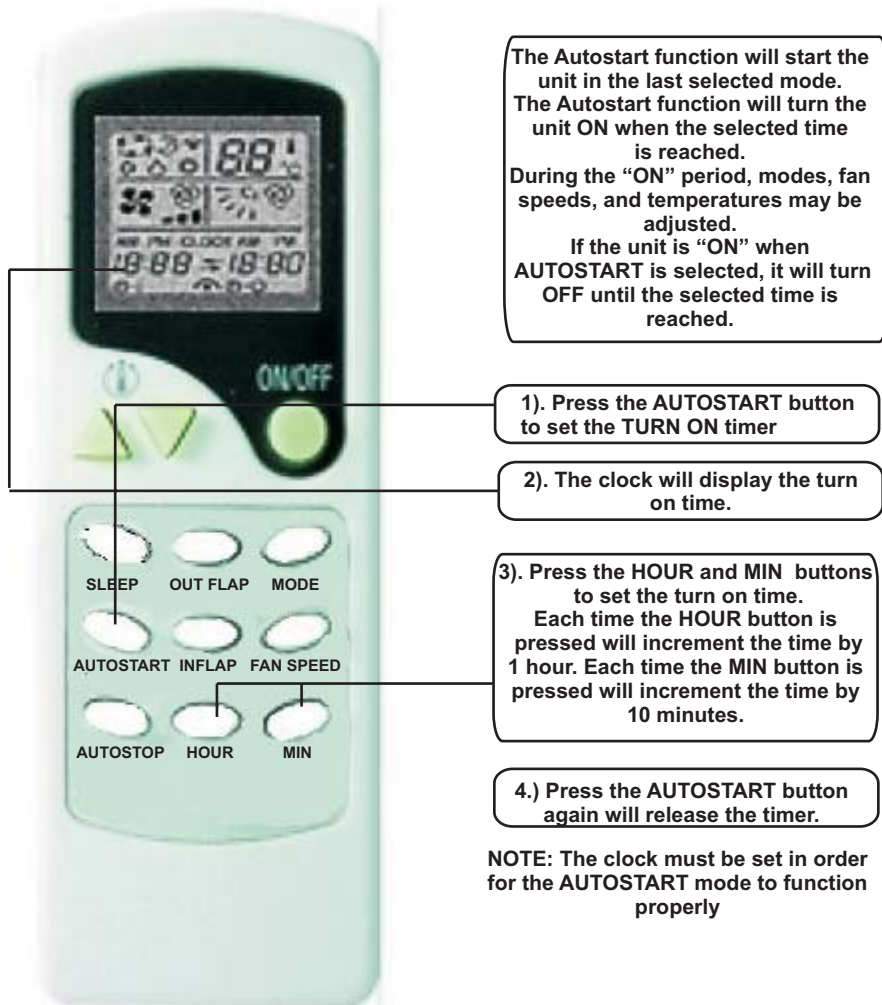 The Autostart function will start the
unit in the last selected mode.
The Autostart function will turn the
unit ON when the selected time
is reached.
During the “ON” period, modes, fan
speeds, and temperatures may be
adjusted.
If the unit is “ON” when
AUTOSTART is selected, it will turn
OFF until the selected time is
reached.
88 °C
AM PM CLOCK AM PM
18:88 18:80
ON/OFF
1). Press the AUTOSTART button
to set the TURN ON timer
2). The clock will display the turn
on time.
SLEEP OUT FLAP MODE
AUTOSTART INFLAP FAN SPEED
AUTOSTOP HOUR MIN
3). Press the HOUR and MIN buttons
to set the turn on time.
Each time the HOUR button is
pressed will increment the time by
1 hour. Each time the MIN button is
pressed will increment the time by
10 minutes.
4.) Press the AUTOSTART button
again will release the timer.
NOTE: The clock must be set in order
for the AUTOSTART mode to function
properly